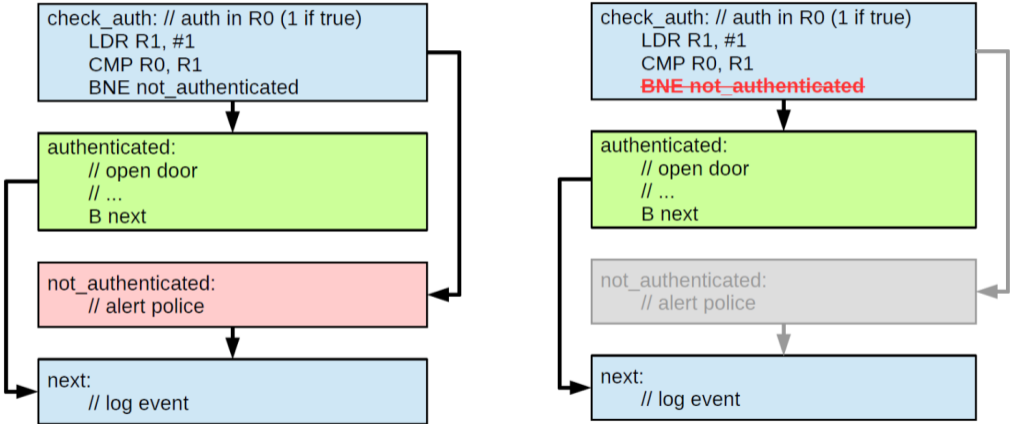 check_auth: // auth in R0 (1 if true)
LDR R1, #1
CMP R0, R1
BNE not_authenticated
authenticated:
// open door
// ...
B next
not_authenticated:
// alert police
next:
// log event
check_auth: // auth in R0 (1 if true)
LDR R1, #1
CMP R0, R1
BNE not_authenticated
authenticated:
// open door
// ...
B next
not_authenticated:
// alert police
next:
// log event